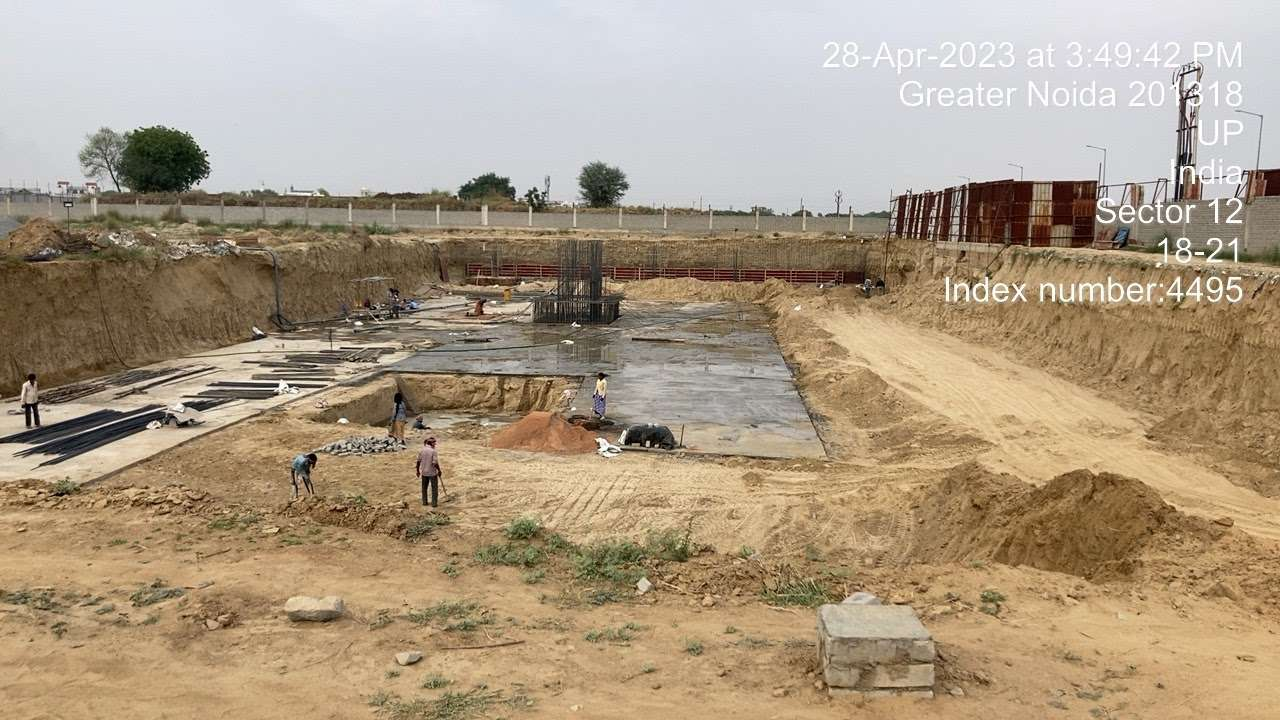 28-Apr-2023 at 3:49:42 PM
Greater Noida 201318
UP
India
Sector 12
18-21
Index number:4495